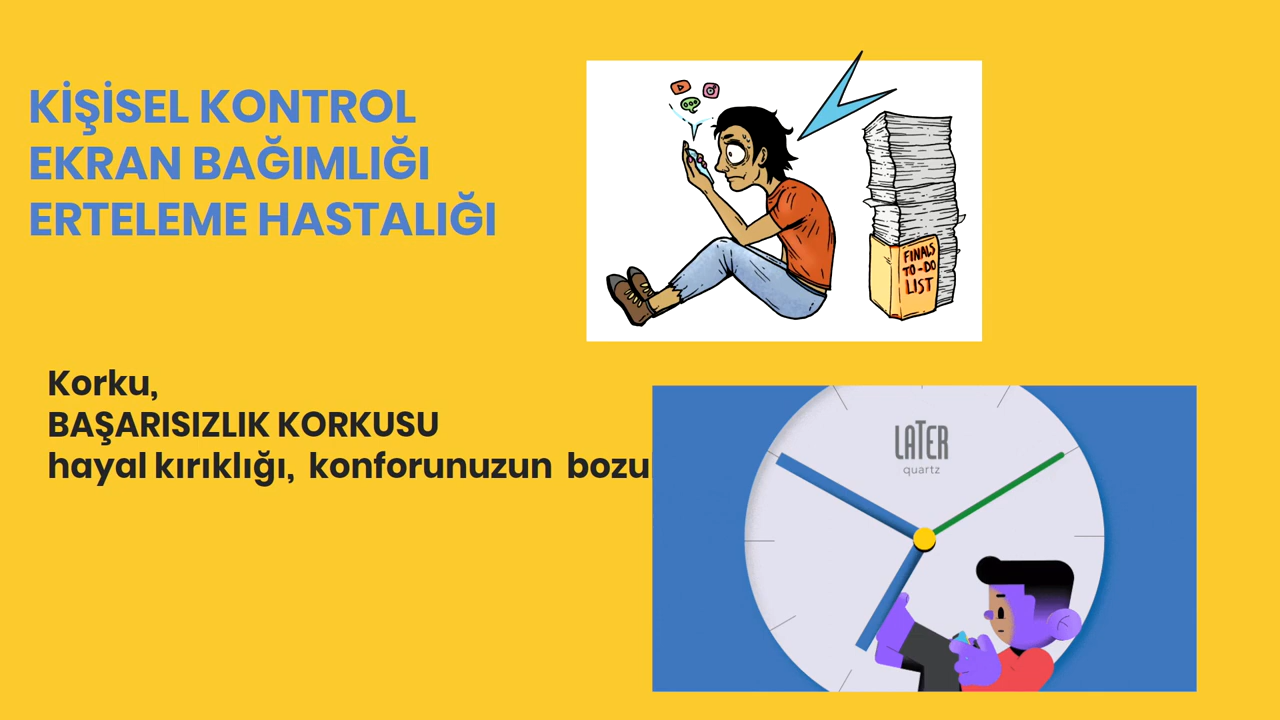 KİŞİSEL KONTROL
EKRAN BAĞIMLIĞI
ERTELEME HASTALIĞI
FINALS
TO-DO
LIST
Korku,
BAŞARISIZLIK KORKUSU
hayal kırıklığı, konforunuzun bozu
LATER
quartz